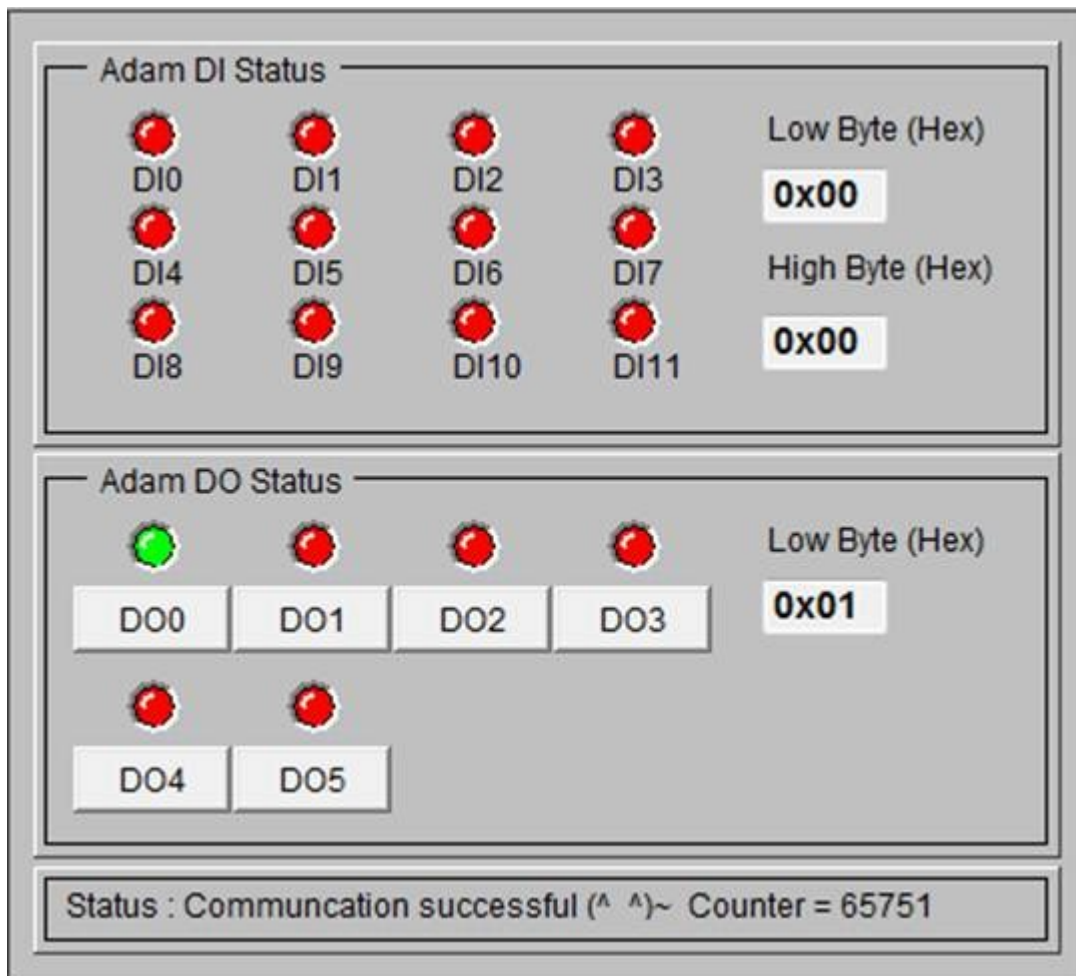 Adam DI Status
Low Byte (Hex)
DI0 DI1 DI2 DI3
0x00
DI4 DI5 DI6 DI7
High Byte (Hex)
0x00
DI8 DI9 DI10 DI11
Adam DO Status
Low Byte (Hex)
0x01
DO0 DO1 DO2 DO3
DO4 DO5
Status : Communcation successful (^ ^)~ Counter = 65751